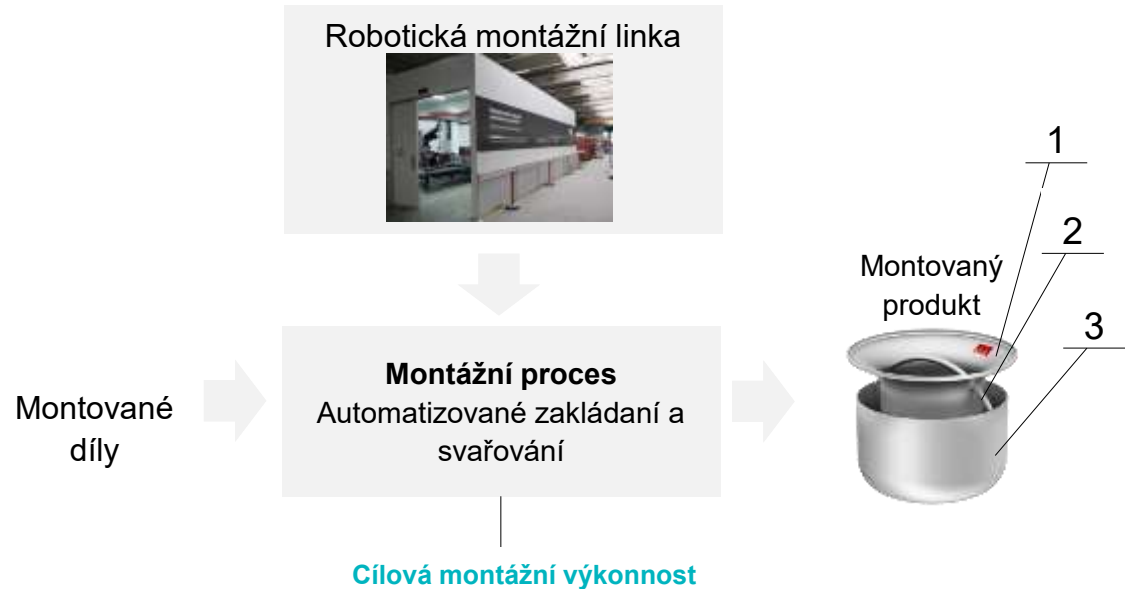 Robotická montážní linka
1
2
Montovaný
produkt
3
Montážní proces
Automatizované zakládaní a
svařování
Montované
díly
Cílová montážní výkonnost